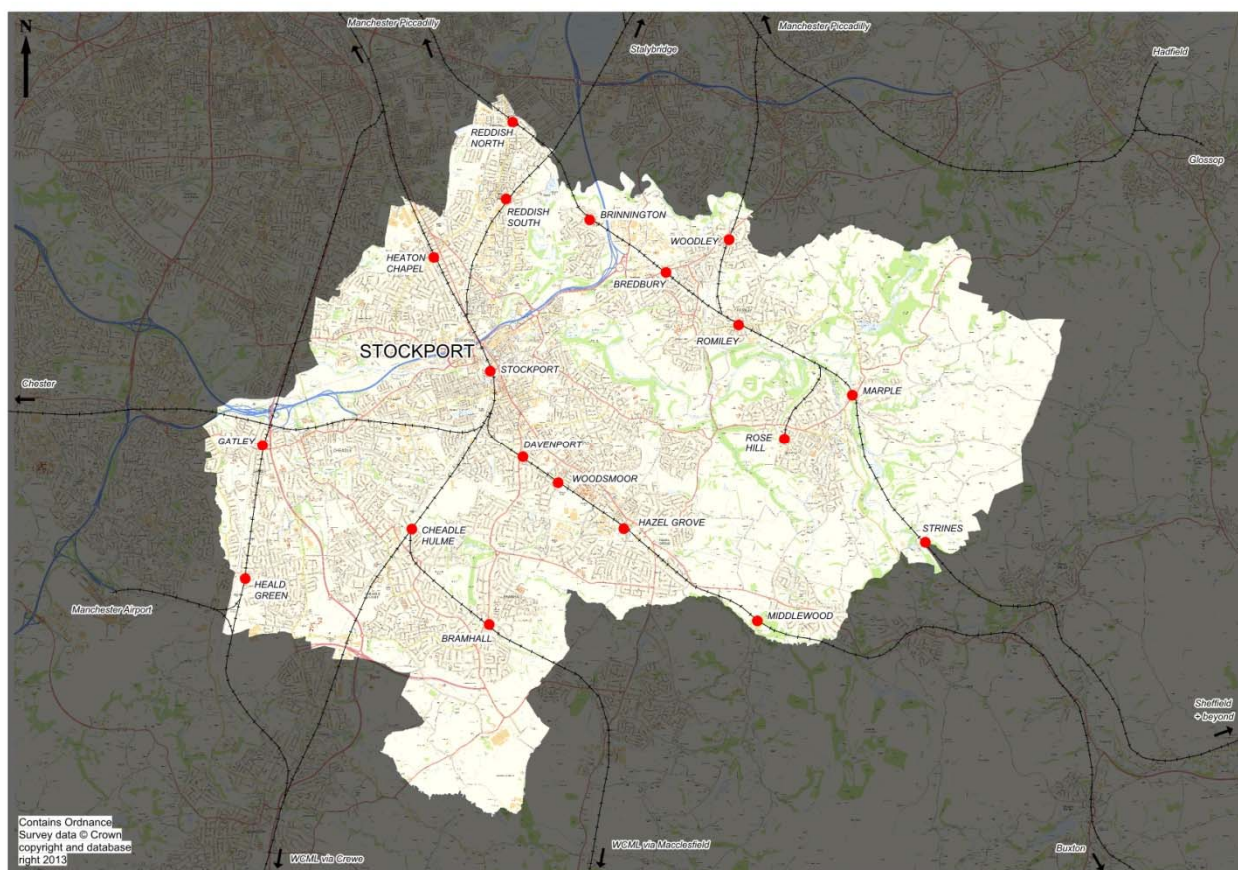 N
Manchester Piccadilly
Manchester Piccadilly
Stalybridge
Hadfield
Glossop
REDDISH
NORTH
REDDISH
SOUTH
BRINNINGTON
WOODLEY
HEATON
CHAPEL
BREDBURY
ROMILEY
STOCKPORT
STOCKPORT
MARPLE
Chester
GATLEY
DAVENPORT
ROSE
HILL
WOODSMOOR
CHEADLE
HULME
HAZEL GROVE
STRINES
HEALD
GREEN
Manchester Airport
BRAMHALL
MIDDLEWOOD
Sheffield
+ beyond
Contains Ordnance
Survey data © Crown
copyright and database
right 2013
WCML via Crewe
WCML via Macclesfield
Buxton